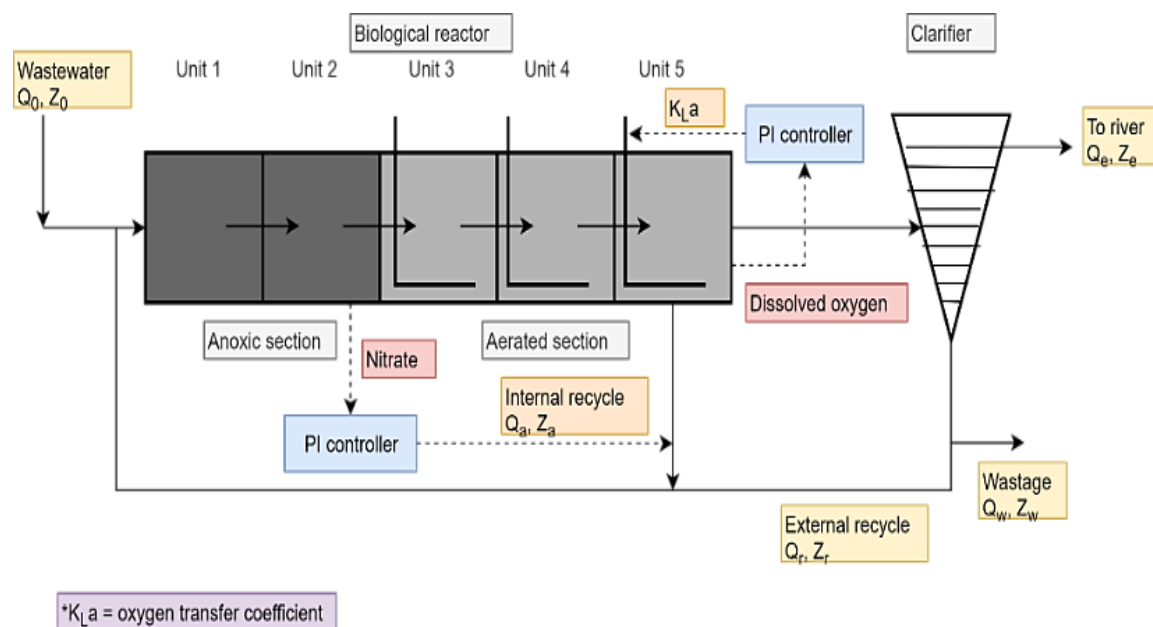 Biological reactor
Clarifier
Unit 1
Unit 2
Unit 3
Unit 4
Unit 5
Wastewater
Q0, Z0
KLa
PI controller
To river
Qe, Ze
Dissolved oxygen
Anoxic section
Aerated section
Nitrate
Internal recycle
Qa, Za
PI controller
Wastage
Qw, Zw
External recycle
Qr, Zr
*KLa = oxygen transfer coefficient